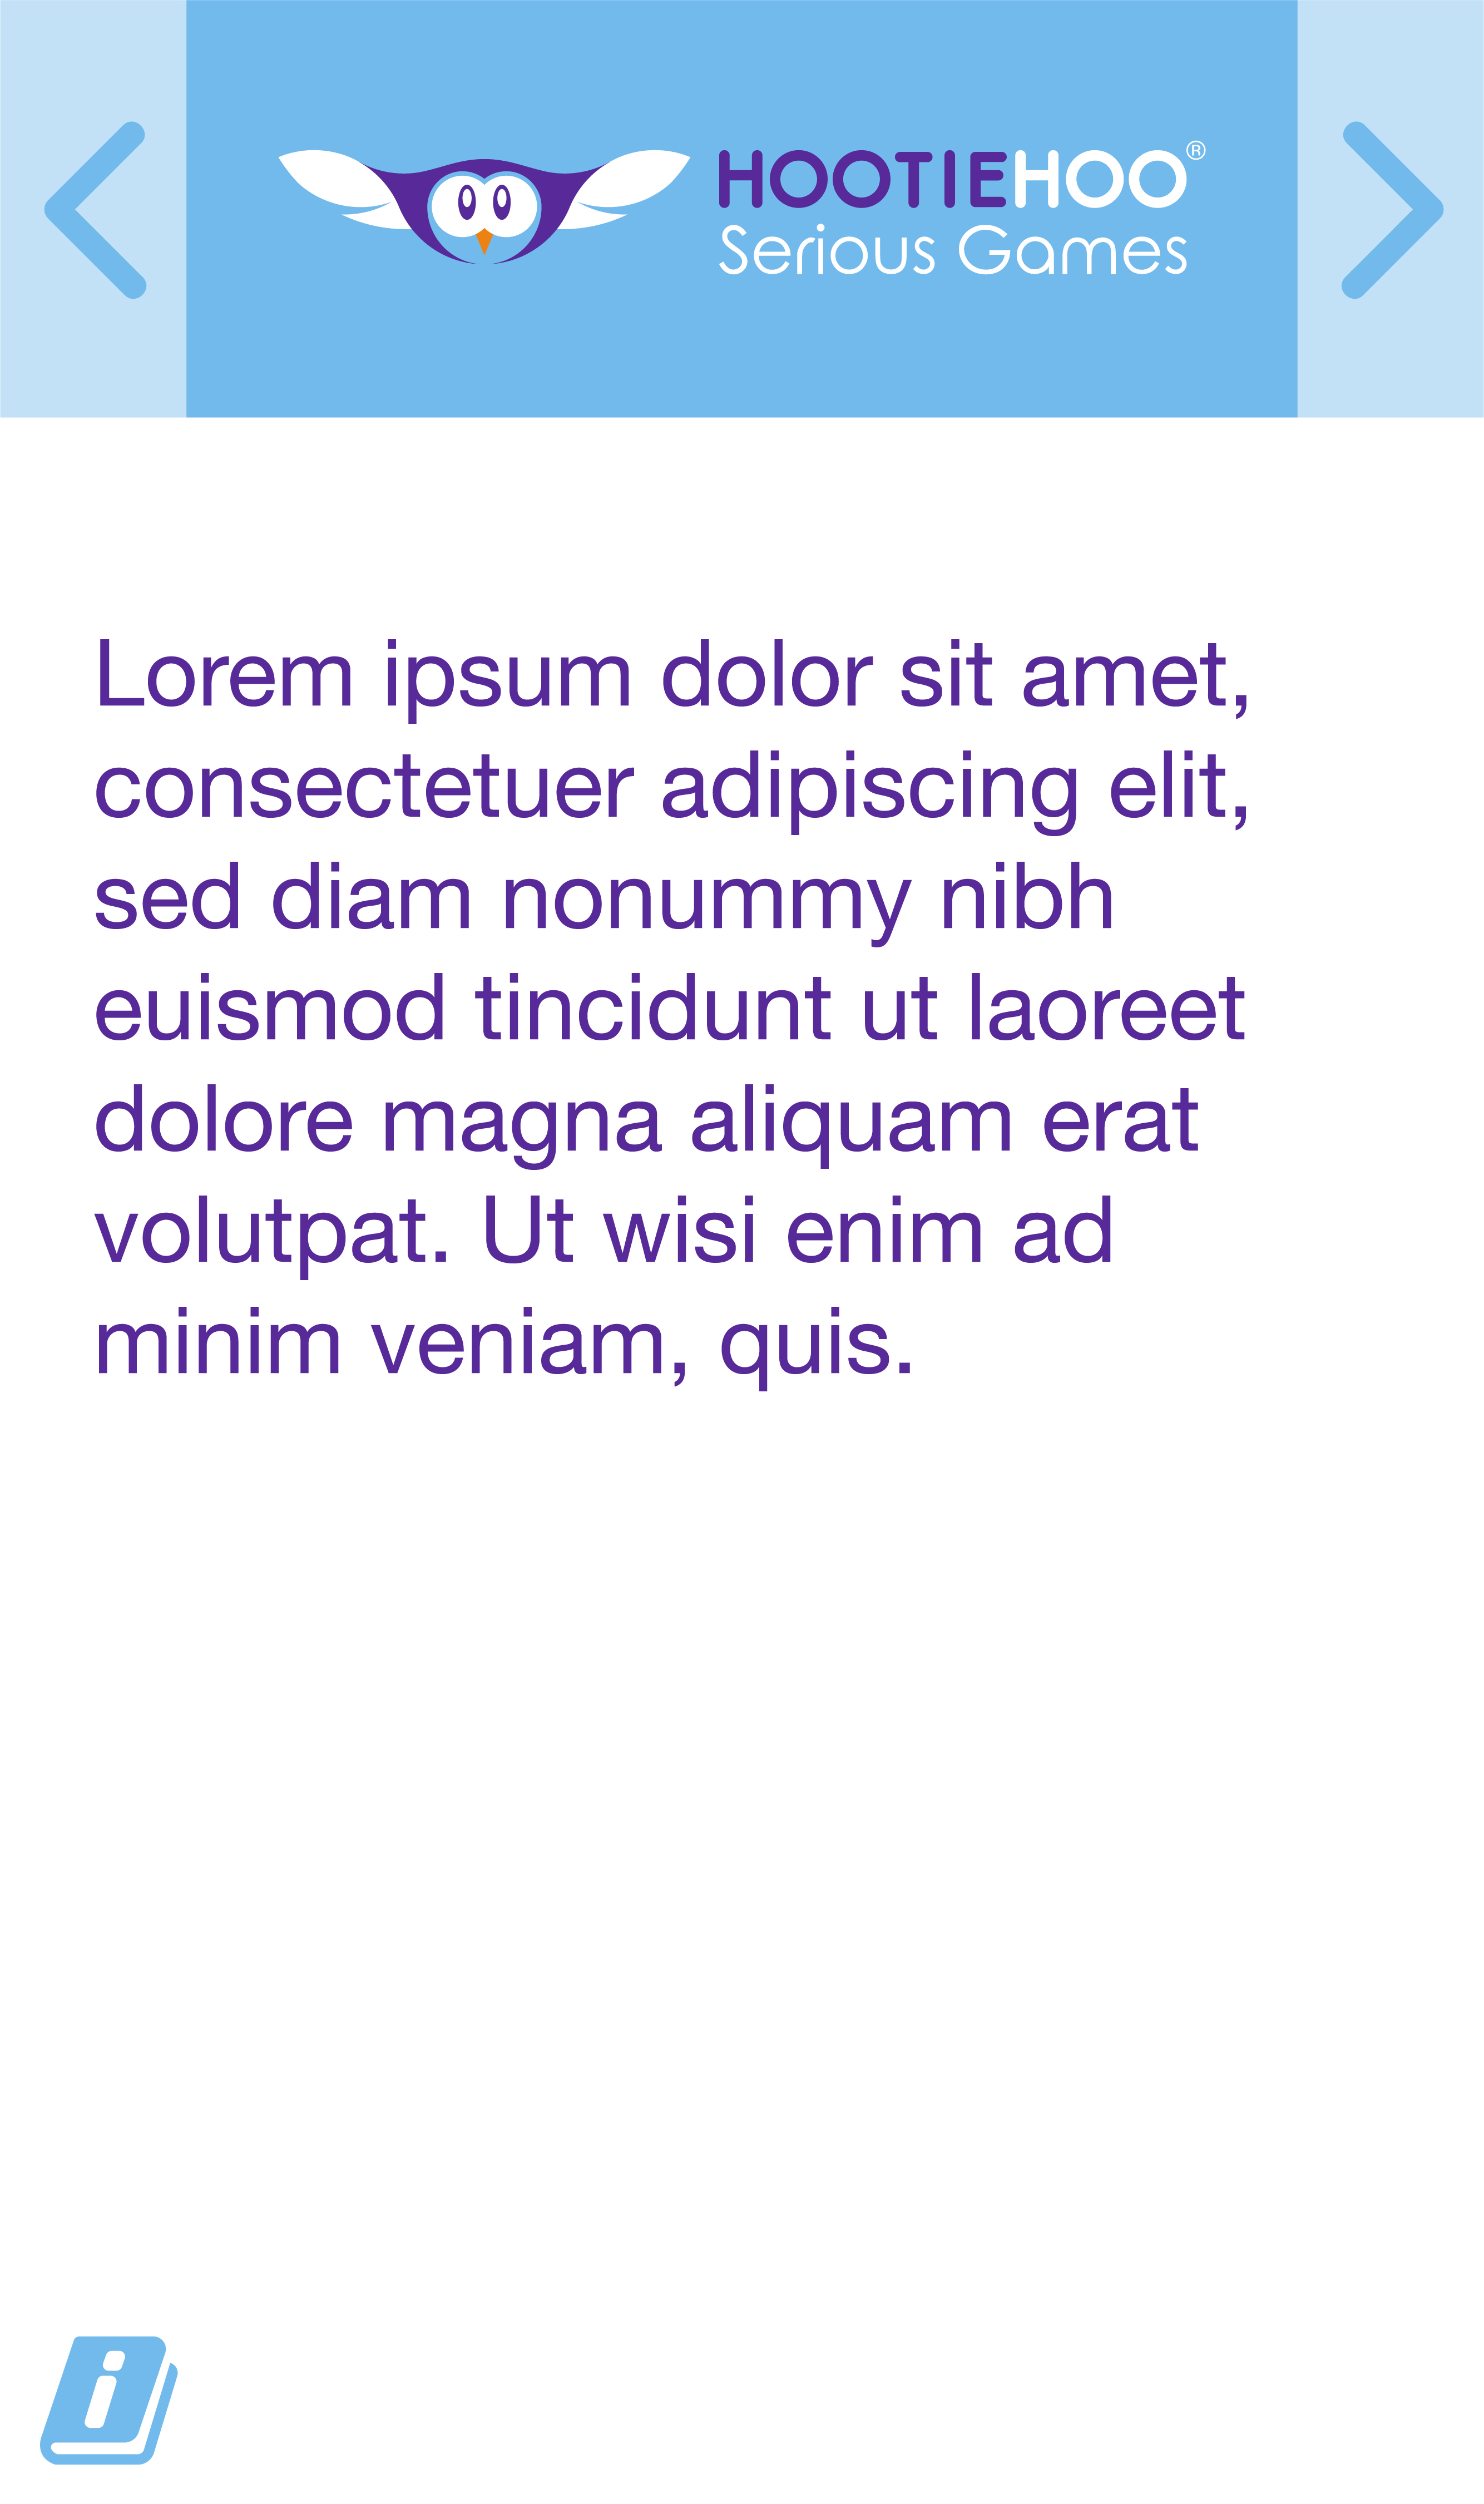 HOOTIEHOO®
Serious Games
Lorem ipsum dolor sit amet,
consectetuer adipiscing elit,
sed diam nonummy nibh
euismod tincidunt ut laoreet
dolore magna aliquam erat
volutpat. Ut wisi enim ad
minim veniam, quis.
i